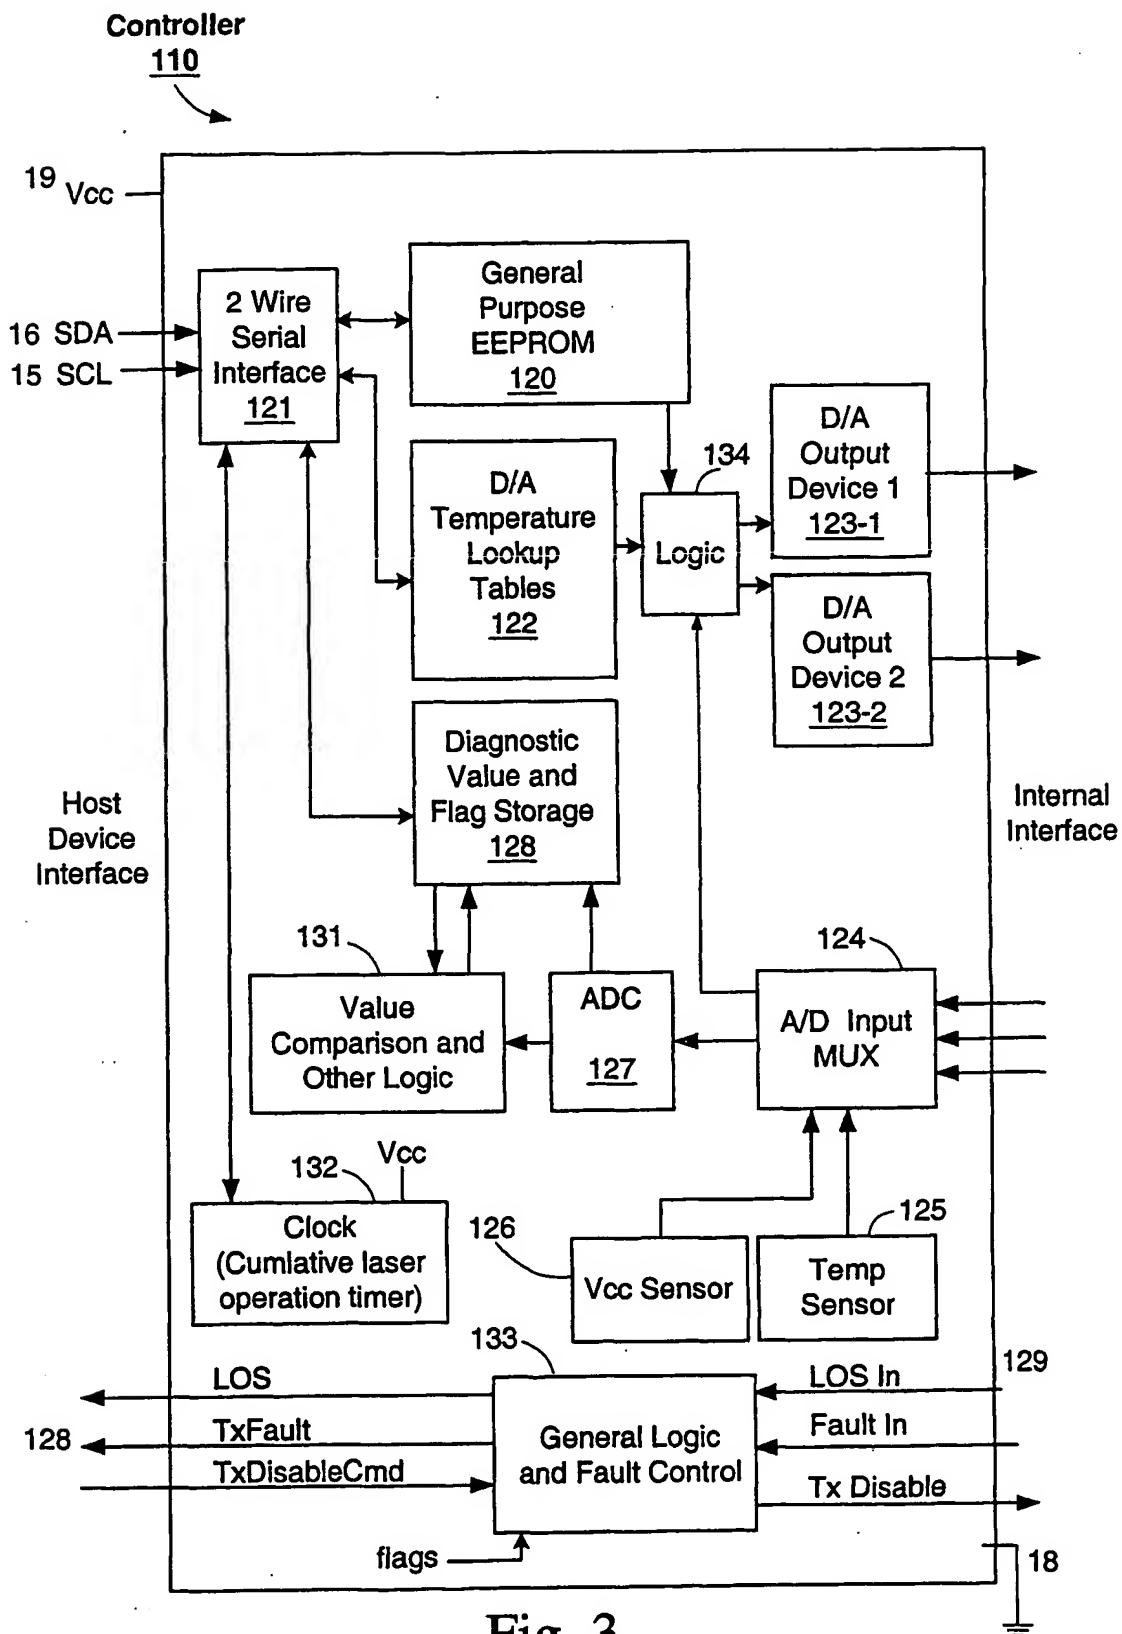 Controller
110
19 Vcc
16 SDA
15 SCL
2 Wire
Serial
Interface
121
General
Purpose
EEPROM
120
D/A
Temperature
Lookup
Tables
122
134
Logic
D/A
Output
Device 1
123-1
D/A
Output
Device 2
123-2
Diagnostic
Value and
Flag Storage
128
Host
Device
Interface
Internal
Interface
131
Value
Comparison and
Other Logic
ADC
127
124
A/D Input
MUX
132
Vcc
Clock
(Cumlative laser
operation timer)
126
Vcc Sensor
125
Temp
Sensor
133
General Logic
and Fault Control
LOS
TxFault
TxDisableCmd
128
LOS In
129
Fault In
Tx Disable
flags
18
Fig. 3